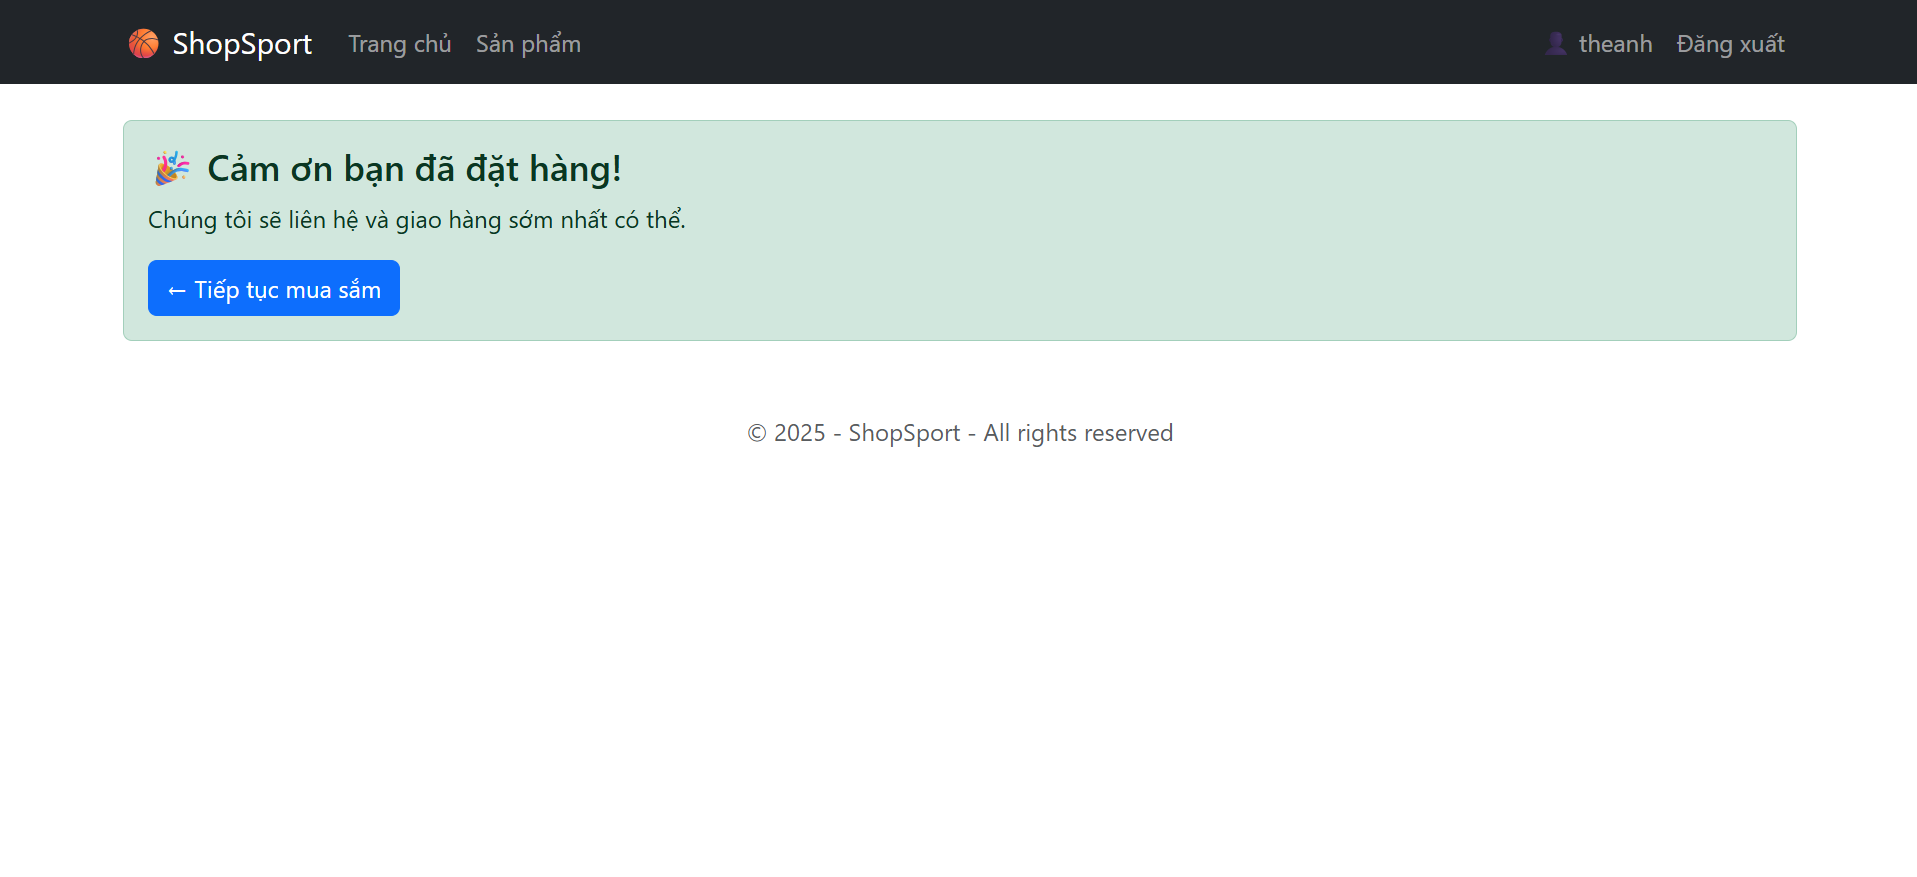 🏀 ShopSport Trang chủ Sản phẩm 👤 theanh Đăng xuất
🎉 Cảm ơn bạn đã đặt hàng!
Chúng tôi sẽ liên hệ và giao hàng sớm nhất có thể.
← Tiếp tục mua sắm
© 2025 - ShopSport - All rights reserved